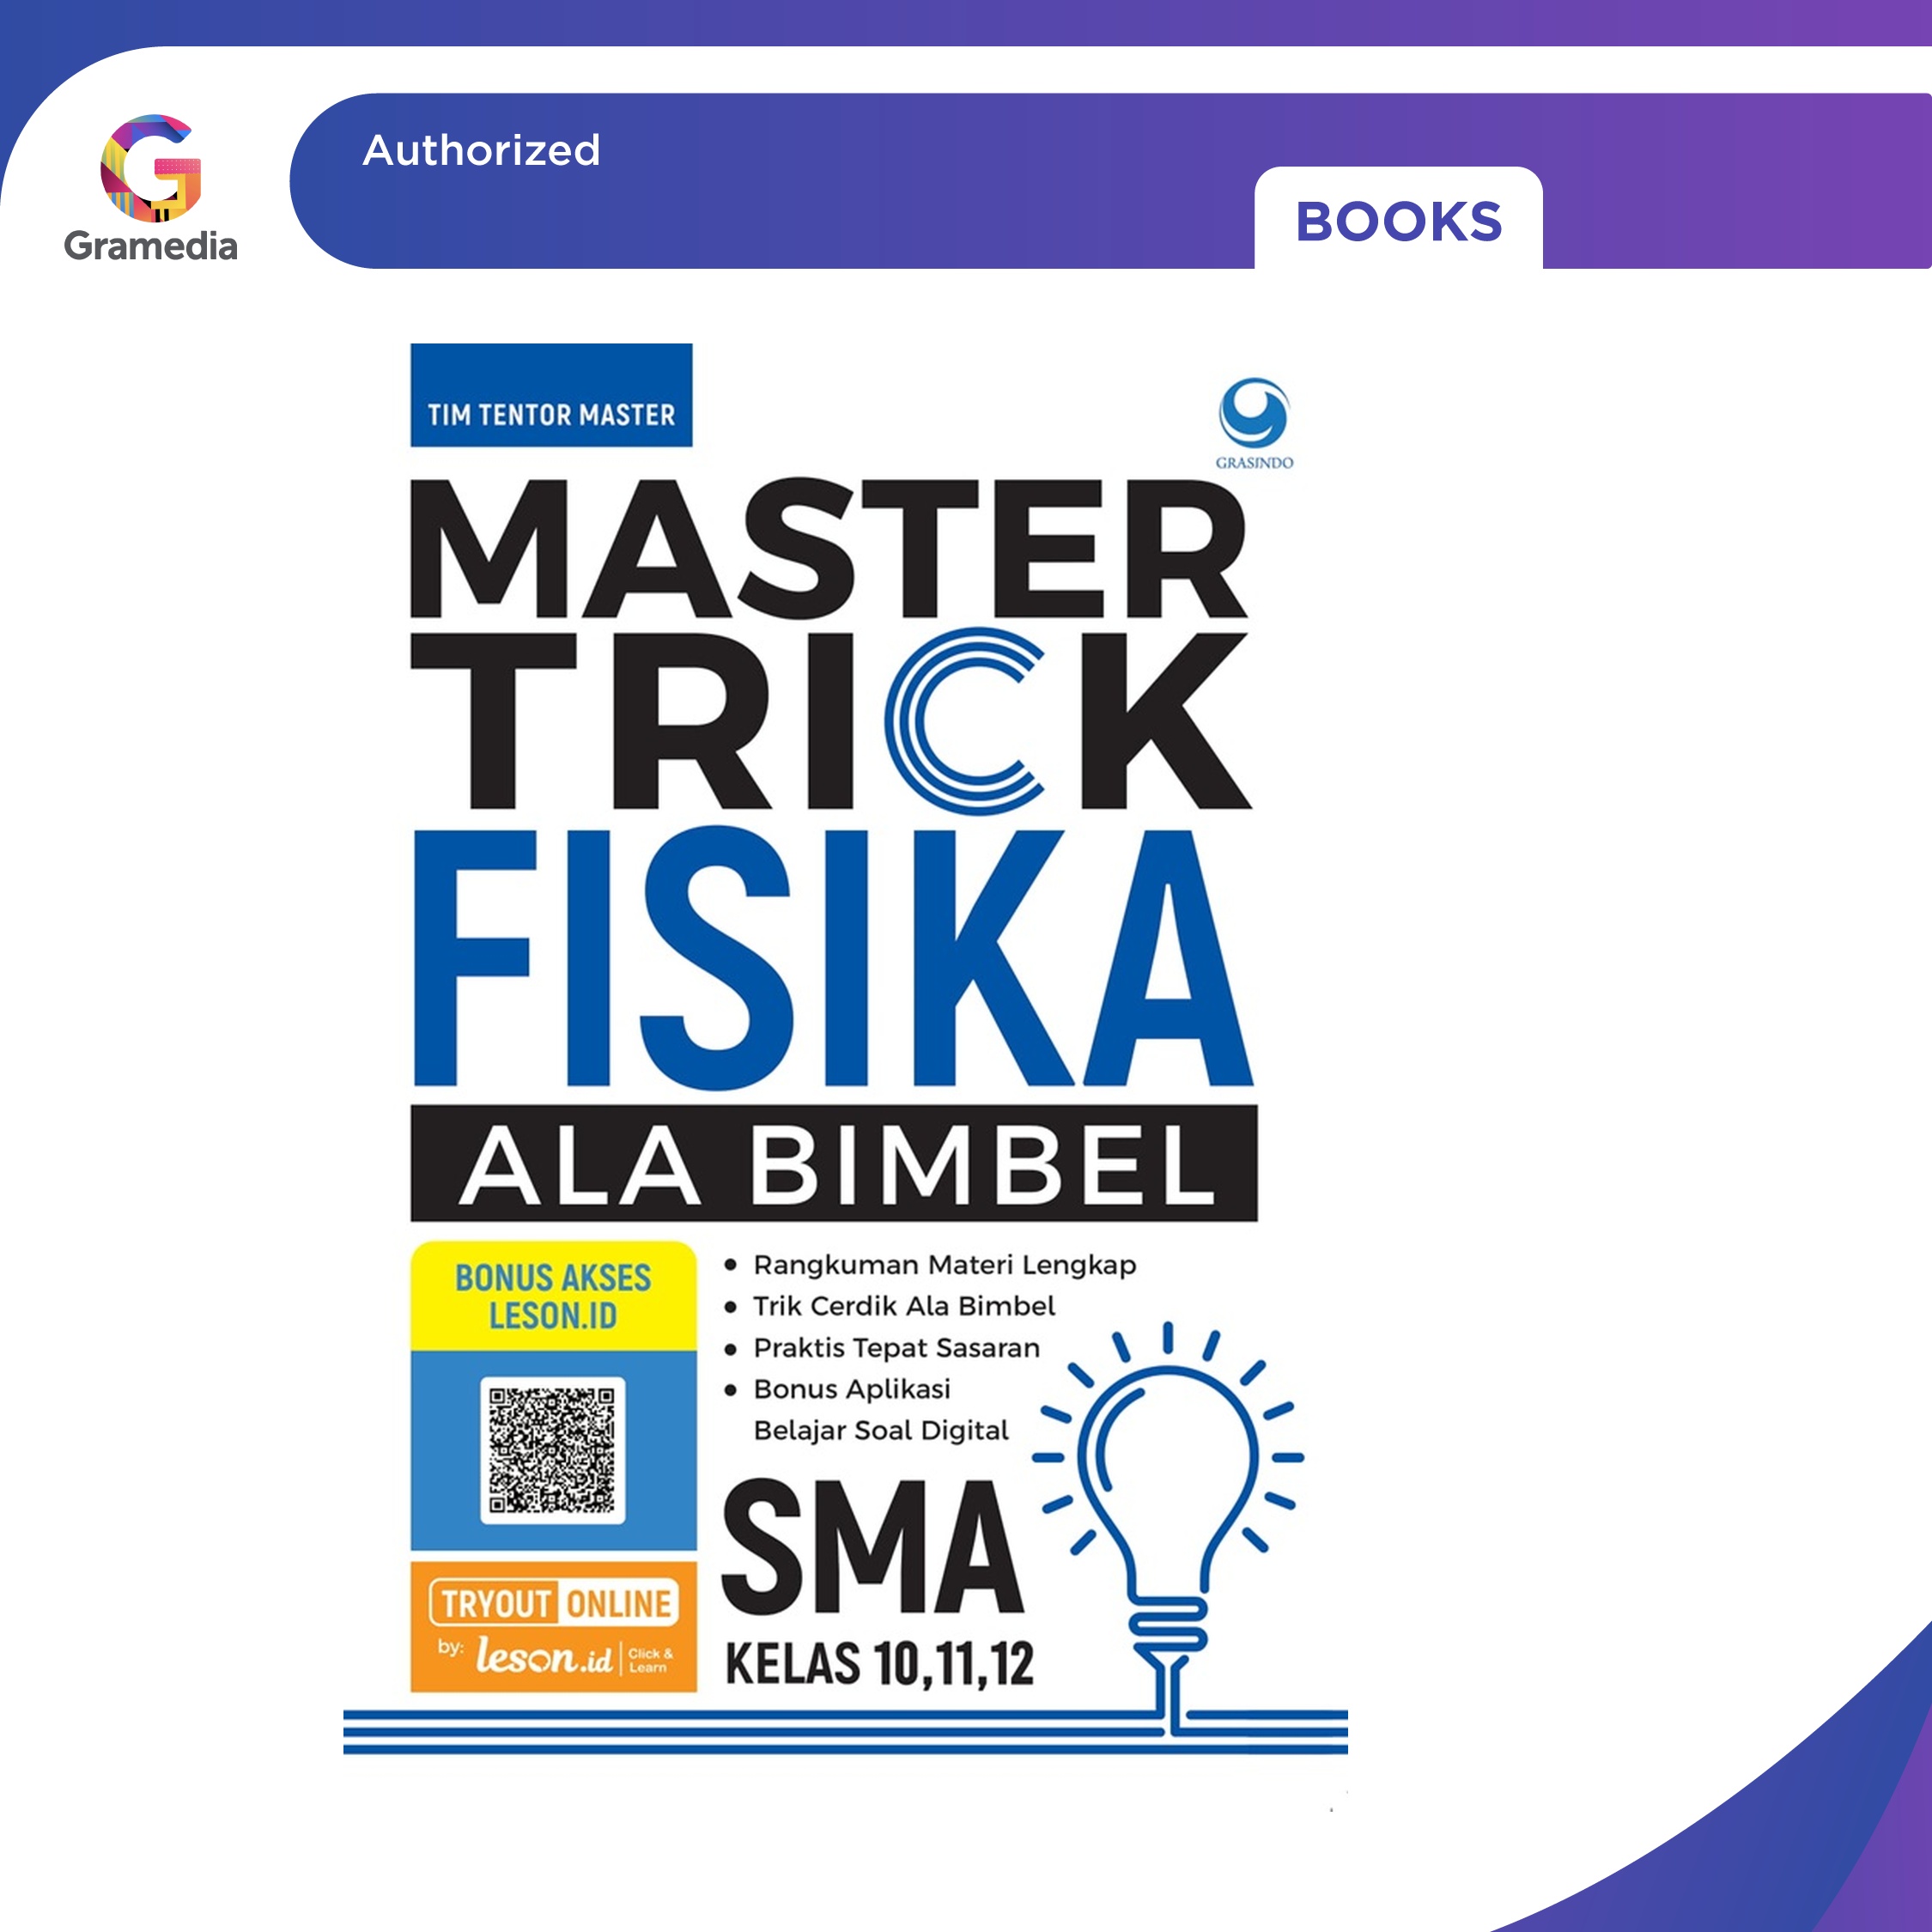 Gramedia
Authorized
BOOKS
TIM TENTOR MASTER
GRASINDO
MASTER
TRICK
FISIKA
ALA BIMBEL
BONUS AKSES
LESON.ID
• Rangkuman Materi Lengkap
• Trik Cerdik Ala Bimbel
• Praktis Tepat Sasaran
• Bonus Aplikasi
Belajar Soal Digital
SMA
KELAS 10,11,12
TRYOUT ONLINE
by: leson.id | Click &
Learn